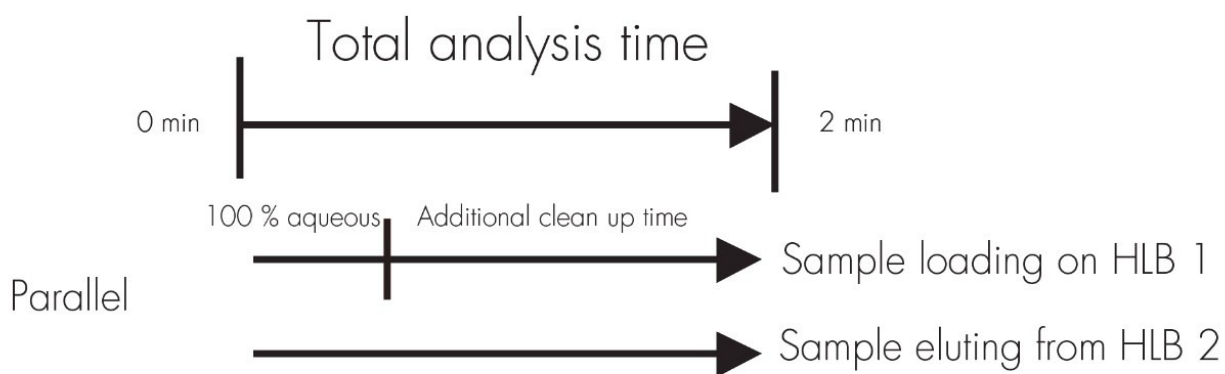 Total analysis time
0 min
2 min
100 % aqueous
Additional clean up time
Sample loading on HLB 1
Parallel
Sample eluting from HLB 2